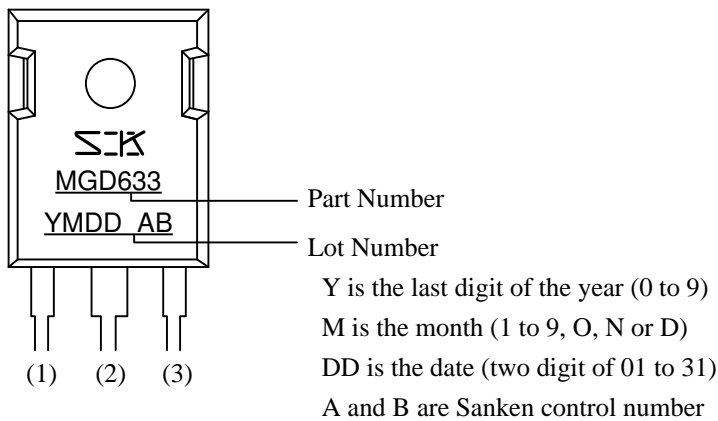 SK
MGD633
YMDD AB
Part Number
Lot Number
Y is the last digit of the year (0 to 9)
M is the month (1 to 9, O, N or D)
DD is the date (two digit of 01 to 31)
A and B are Sanken control number
(1) (2) (3)